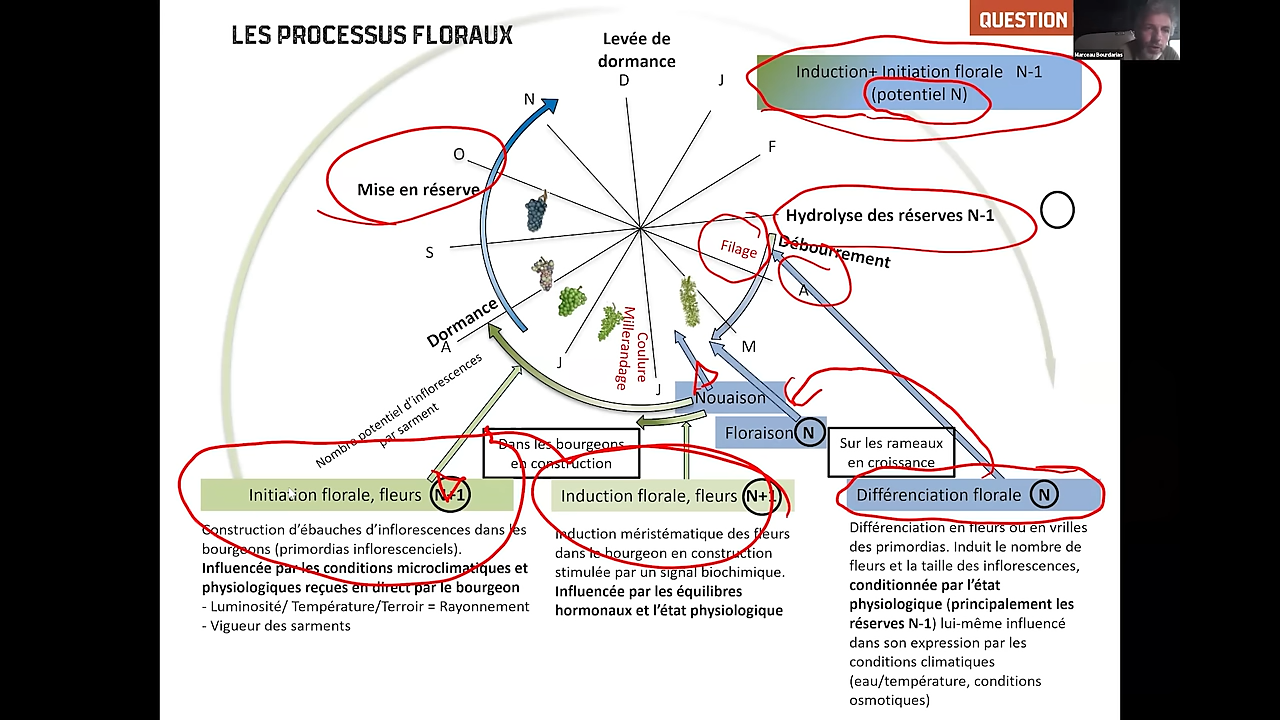 LES PROCESSUS FLORAUX
QUESTION
Marceau Bourdarias
Levée de
dormance
Induction+ Initiation florale N-1
(potentiel N)
N
D
J
F
O
Mise en réserve
Hydrolyse des réserves N-1
Filage
Débourrement
S
A
Dormance
A
J
Coulure
Millerandage
J
M
Nouaison
Floraison N
Nombre potentiel d'inflorescences
par sarment
Dans les bourgeons
en construction
Sur les rameaux
en croissance
Initiation florale, fleurs N+1
Construction d'ébauches d'inflorescences dans les
bourgeons (primordias inflorescenciels).
Influencée par les conditions microclimatiques et
physiologiques reçues en direct par le bourgeon
- Luminosité/ Température/Terroir = Rayonnement
- Vigueur des sarments
Induction florale, fleurs N+1
Induction méristématique des fleurs
dans le bourgeon en construction
stimulée par un signal biochimique.
Influencée par les équilibres
hormonaux et l'état physiologique
Différenciation florale N
Différenciation en fleurs ou en vrilles
des primordias. Induit le nombre de
fleurs et la taille des inflorescences,
conditionnée par l'état
physiologique (principalement les
réserves N-1) lui-même influencé
dans son expression par les
conditions climatiques
(eau/température, conditions
osmotiques)